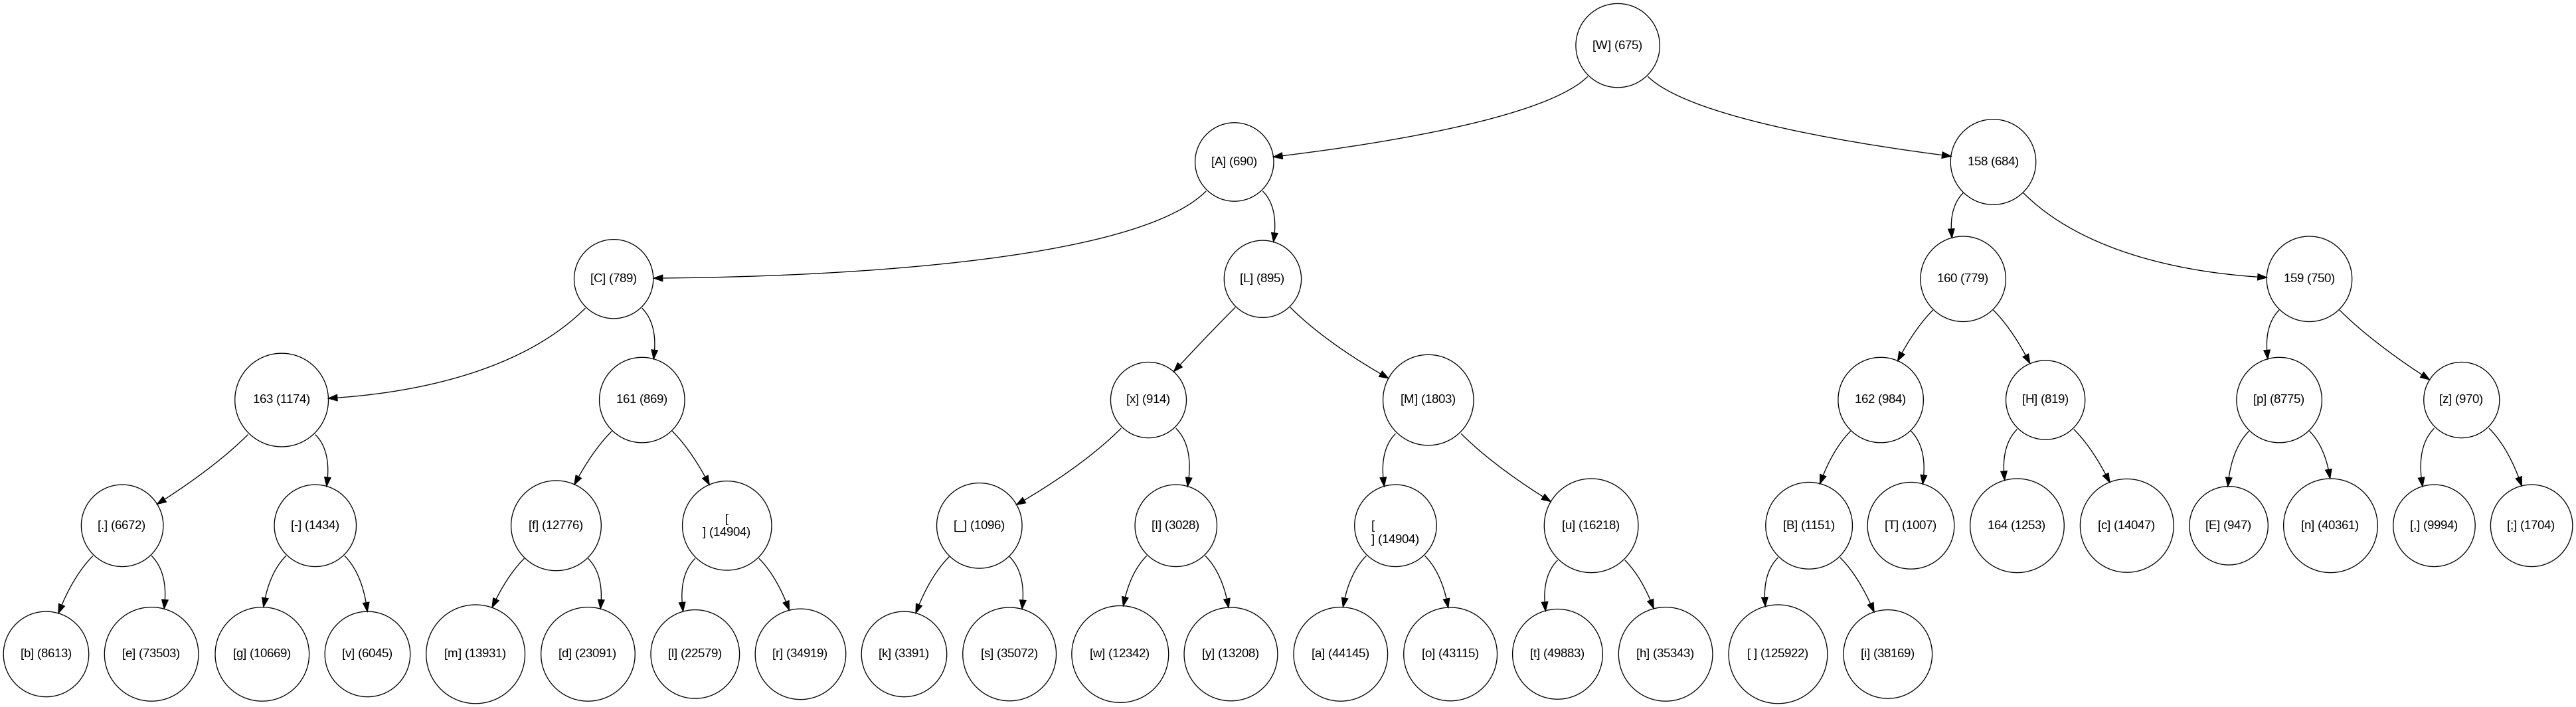 [W] (675)
[A] (690)
158 (684)
[C] (789)
[L] (895)
160 (779)
159 (750)
163 (1174)
161 (869)
[x] (914)
[M] (1803)
162 (984)
[H] (819)
[p] (8775)
[z] (970)
[.] (6672)
[-] (1434)
[f] (12776)
[
] (14904)
[_] (1096)
[I] (3028)
[
] (14904)
[u] (16218)
[B] (1151)
[T] (1007)
164 (1253)
[c] (14047)
[E] (947)
[n] (40361)
[,] (9994)
[;] (1704)
[b] (8613)
[e] (73503)
[g] (10669)
[v] (6045)
[m] (13931)
[d] (23091)
[l] (22579)
[r] (34919)
[k] (3391)
[s] (35072)
[w] (12342)
[y] (13208)
[a] (44145)
[o] (43115)
[t] (49883)
[h] (35343)
[ ] (125922)
[i] (38169)